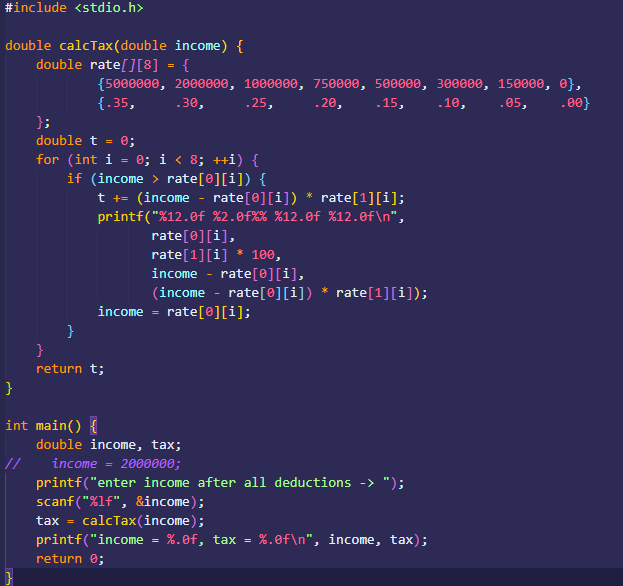 #include <stdio.h>

double calcTax(double income) {
    double rate[][8] = {
            {5000000, 2000000, 1000000, 750000, 500000, 300000, 150000, 0},
            {.35,     .30,     .25,     .20,    .15,    .10,    .05,    .00}
    };
    double t = 0;
    for (int i = 0; i < 8; ++i) {
        if (income > rate[0][i]) {
            t += (income - rate[0][i]) * rate[1][i];
            printf("%12.0f %2.0f%% %12.0f %12.0f\n",
                   rate[0][i],
                   rate[1][i] * 100,
                   income - rate[0][i],
                   (income - rate[0][i]) * rate[1][i]);
            income = rate[0][i];
        }
    }
    return t;
}

int main() {
    double income, tax;
//    income = 2000000;
    printf("enter income after all deductions -> ");
    scanf("%lf", &income);
    tax = calcTax(income);
    printf("income = %.0f, tax = %.0f\n", income, tax);
    return 0;
}